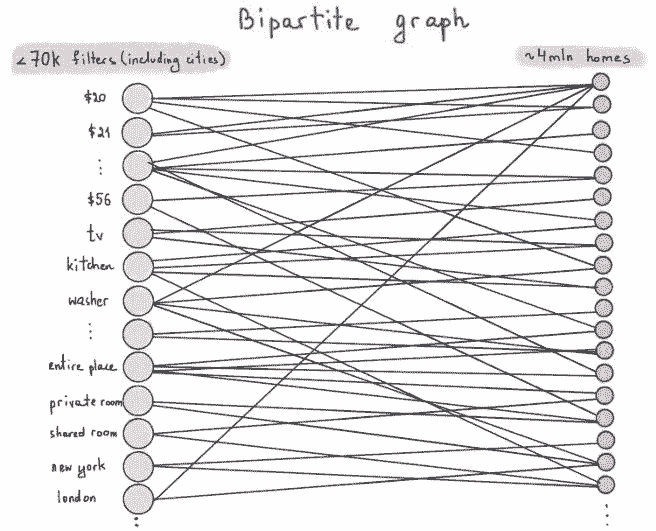 Bipartite graph
<70k filters (including cities)
~4mln homes
$20
$21
⋮
$56
tv
kitchen
washer
⋮
entire place
private room
shared room
new york
london
⋮
⋮